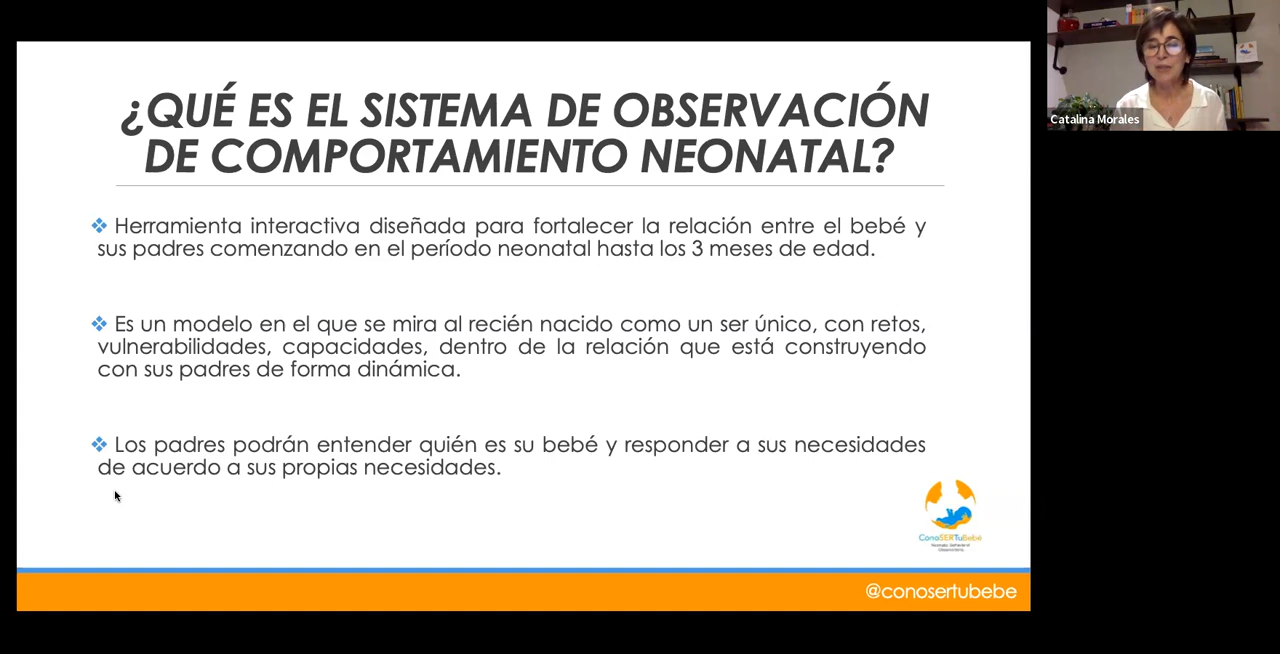 ¿QUÉ ES EL SISTEMA DE OBSERVACIÓN
DE COMPORTAMIENTO NEONATAL?
❖ Herramienta interactiva diseñada para fortalecer la relación entre el bebé y
sus padres comenzando en el período neonatal hasta los 3 meses de edad.
❖ Es un modelo en el que se mira al recién nacido como un ser único, con retos,
vulnerabilidades, capacidades, dentro de la relación que está construyendo
con sus padres de forma dinámica.
❖ Los padres podrán entender quién es su bebé y responder a sus necesidades
de acuerdo a sus propias necesidades.
ConoSERTuBebé
@conosertubebe
Catalina Morales